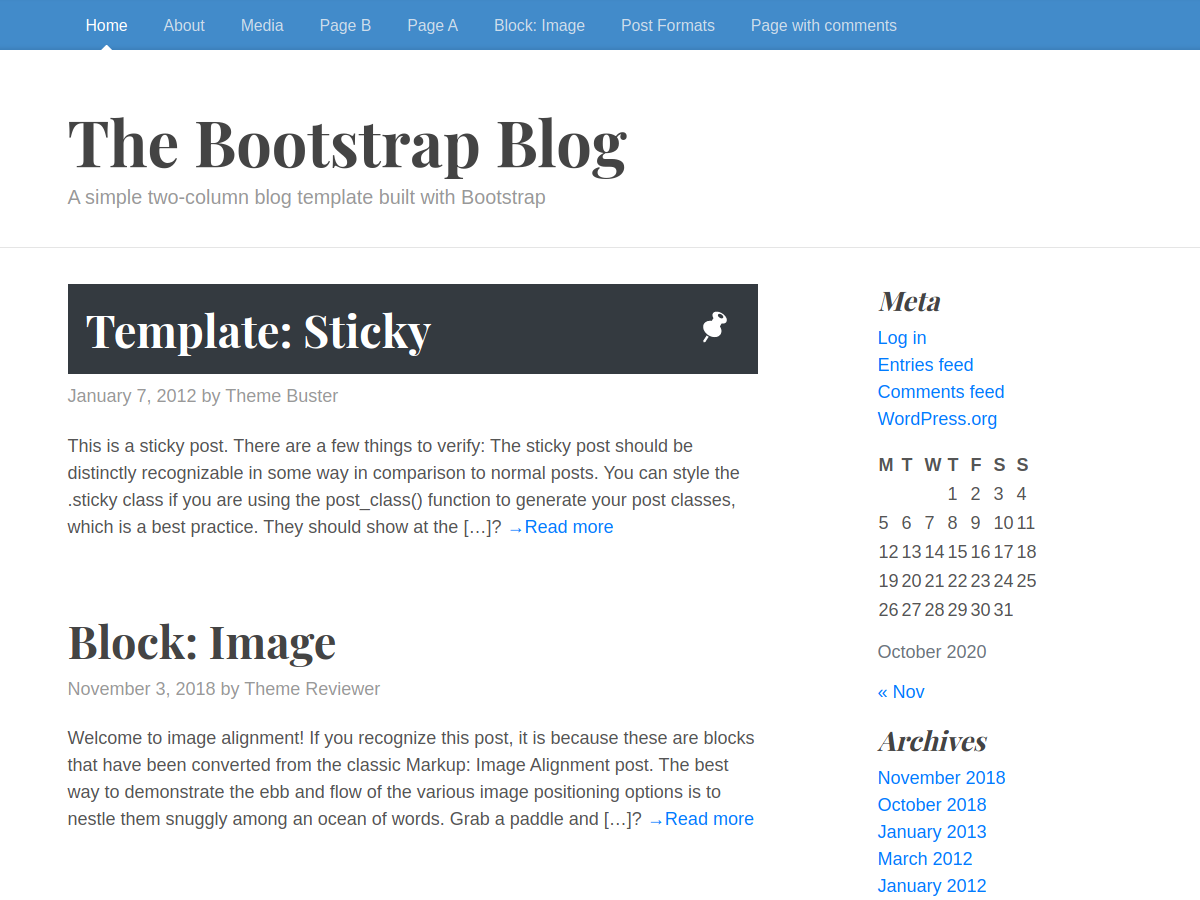 Home About Media Page B Page A Block: Image Post Formats Page with comments
The Bootstrap Blog
A simple two-column blog template built with Bootstrap
Template: Sticky
January 7, 2012 by Theme Buster
This is a sticky post. There are a few things to verify: The sticky post should be
distinctly recognizable in some way in comparison to normal posts. You can style the
.sticky class if you are using the post_class() function to generate your post classes,
which is a best practice. They should show at the […]? →Read more
Block: Image
November 3, 2018 by Theme Reviewer
Welcome to image alignment! If you recognize this post, it is because these are blocks
that have been converted from the classic Markup: Image Alignment post. The best
way to demonstrate the ebb and flow of the various image positioning options is to
nestle them snuggly among an ocean of words. Grab a paddle and […]? →Read more
Meta
Log in
Entries feed
Comments feed
WordPress.org
M T W T F S S
1 2 3 4
5 6 7 8 9 10 11
12 13 14 15 16 17 18
19 20 21 22 23 24 25
26 27 28 29 30 31
October 2020
« Nov
Archives
November 2018
October 2018
January 2013
March 2012
January 2012